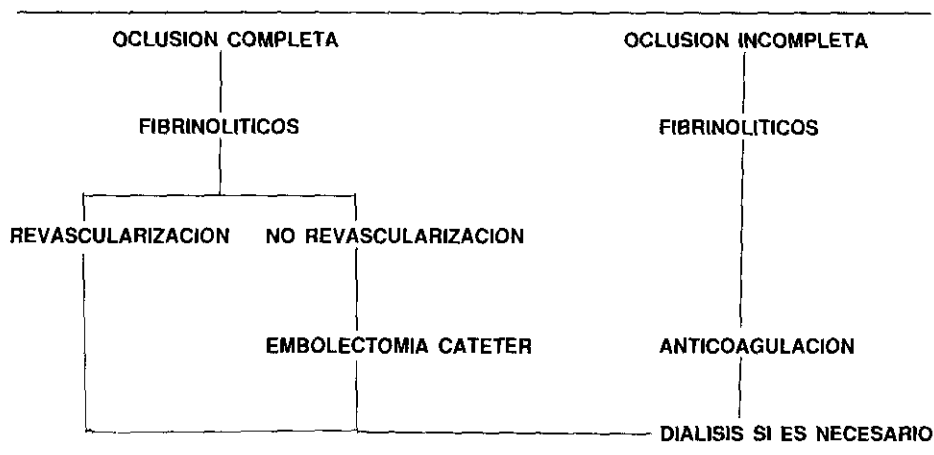 OCLUSION COMPLETA
OCLUSION INCOMPLETA
FIBRINOLITICOS
FIBRINOLITICOS
REVASCULARIZACION
NO REVASCULARIZACION
EMBOLECTOMIA CATETER
ANTICOAGULACION
DIALISIS SI ES NECESARIO